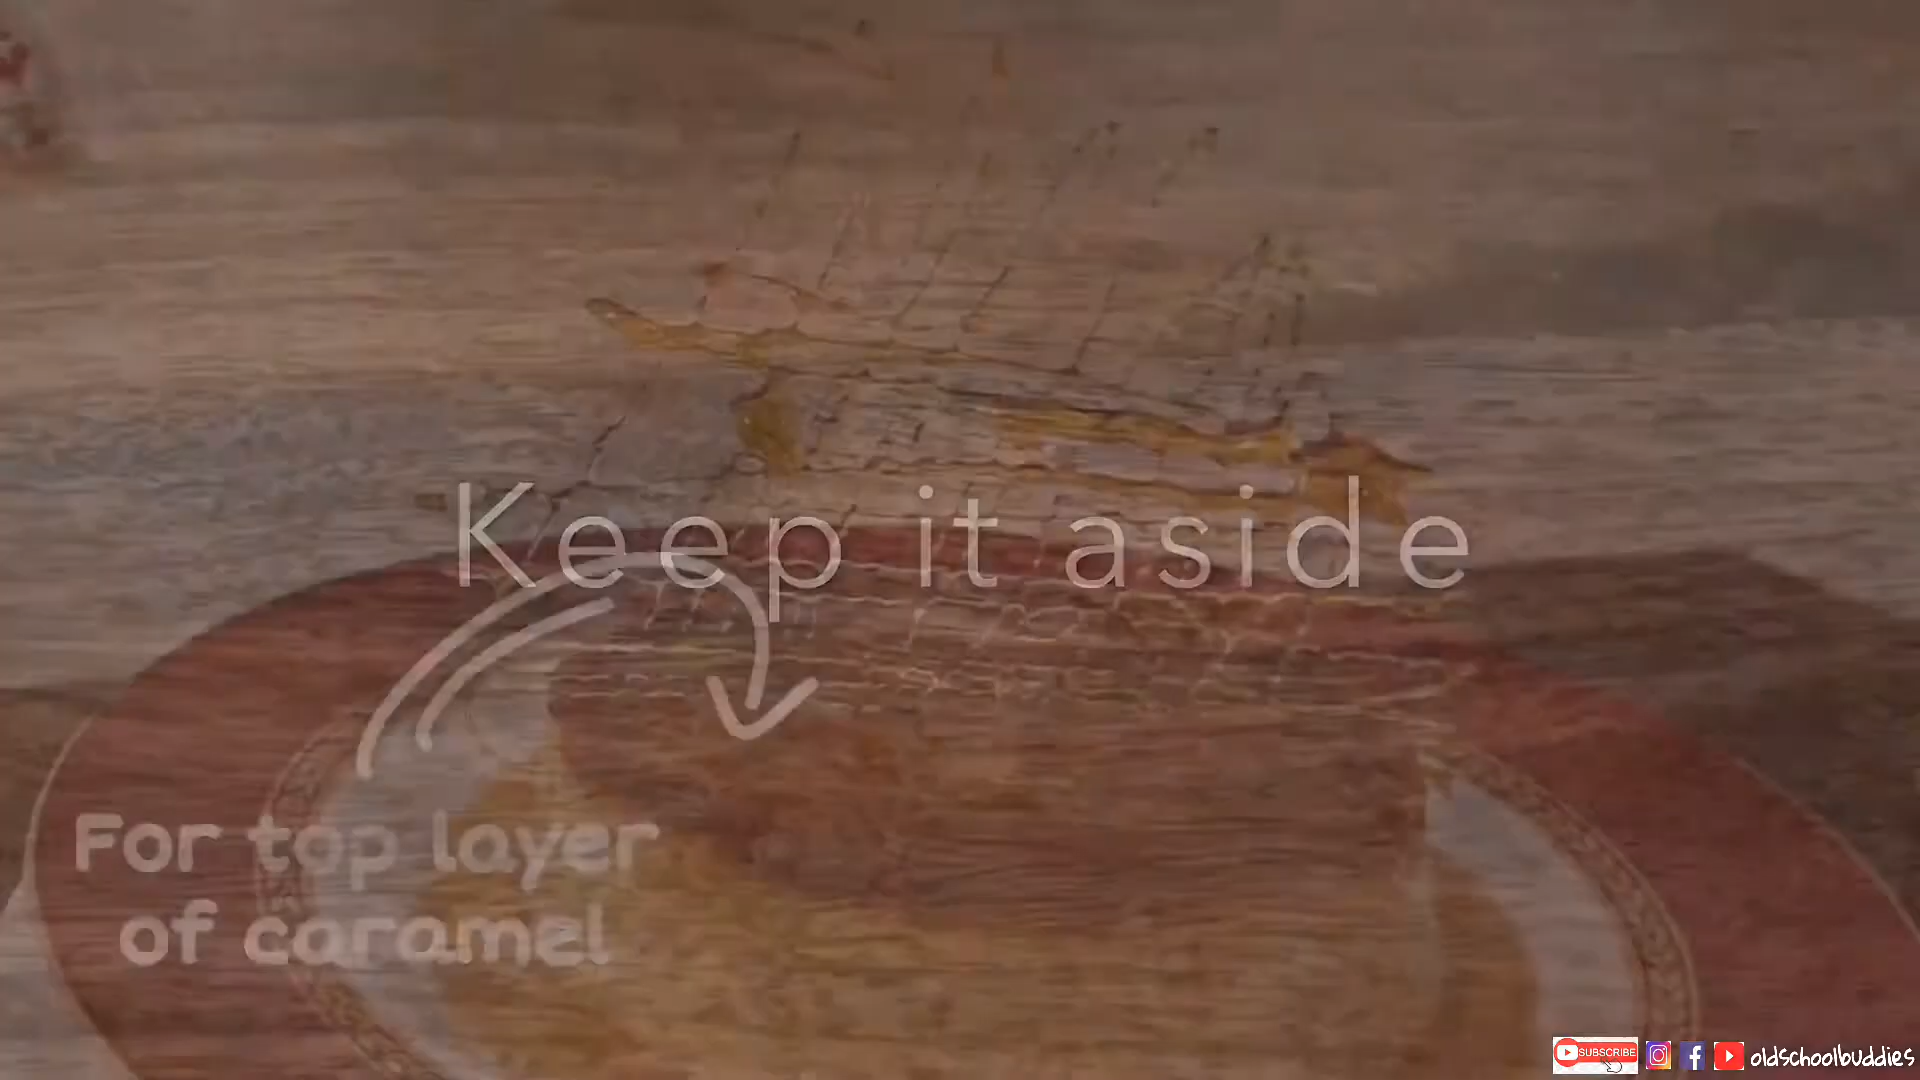 Keep it aside
For top layer
of caramel
SUBSCRIBE
oldschoolbuddies